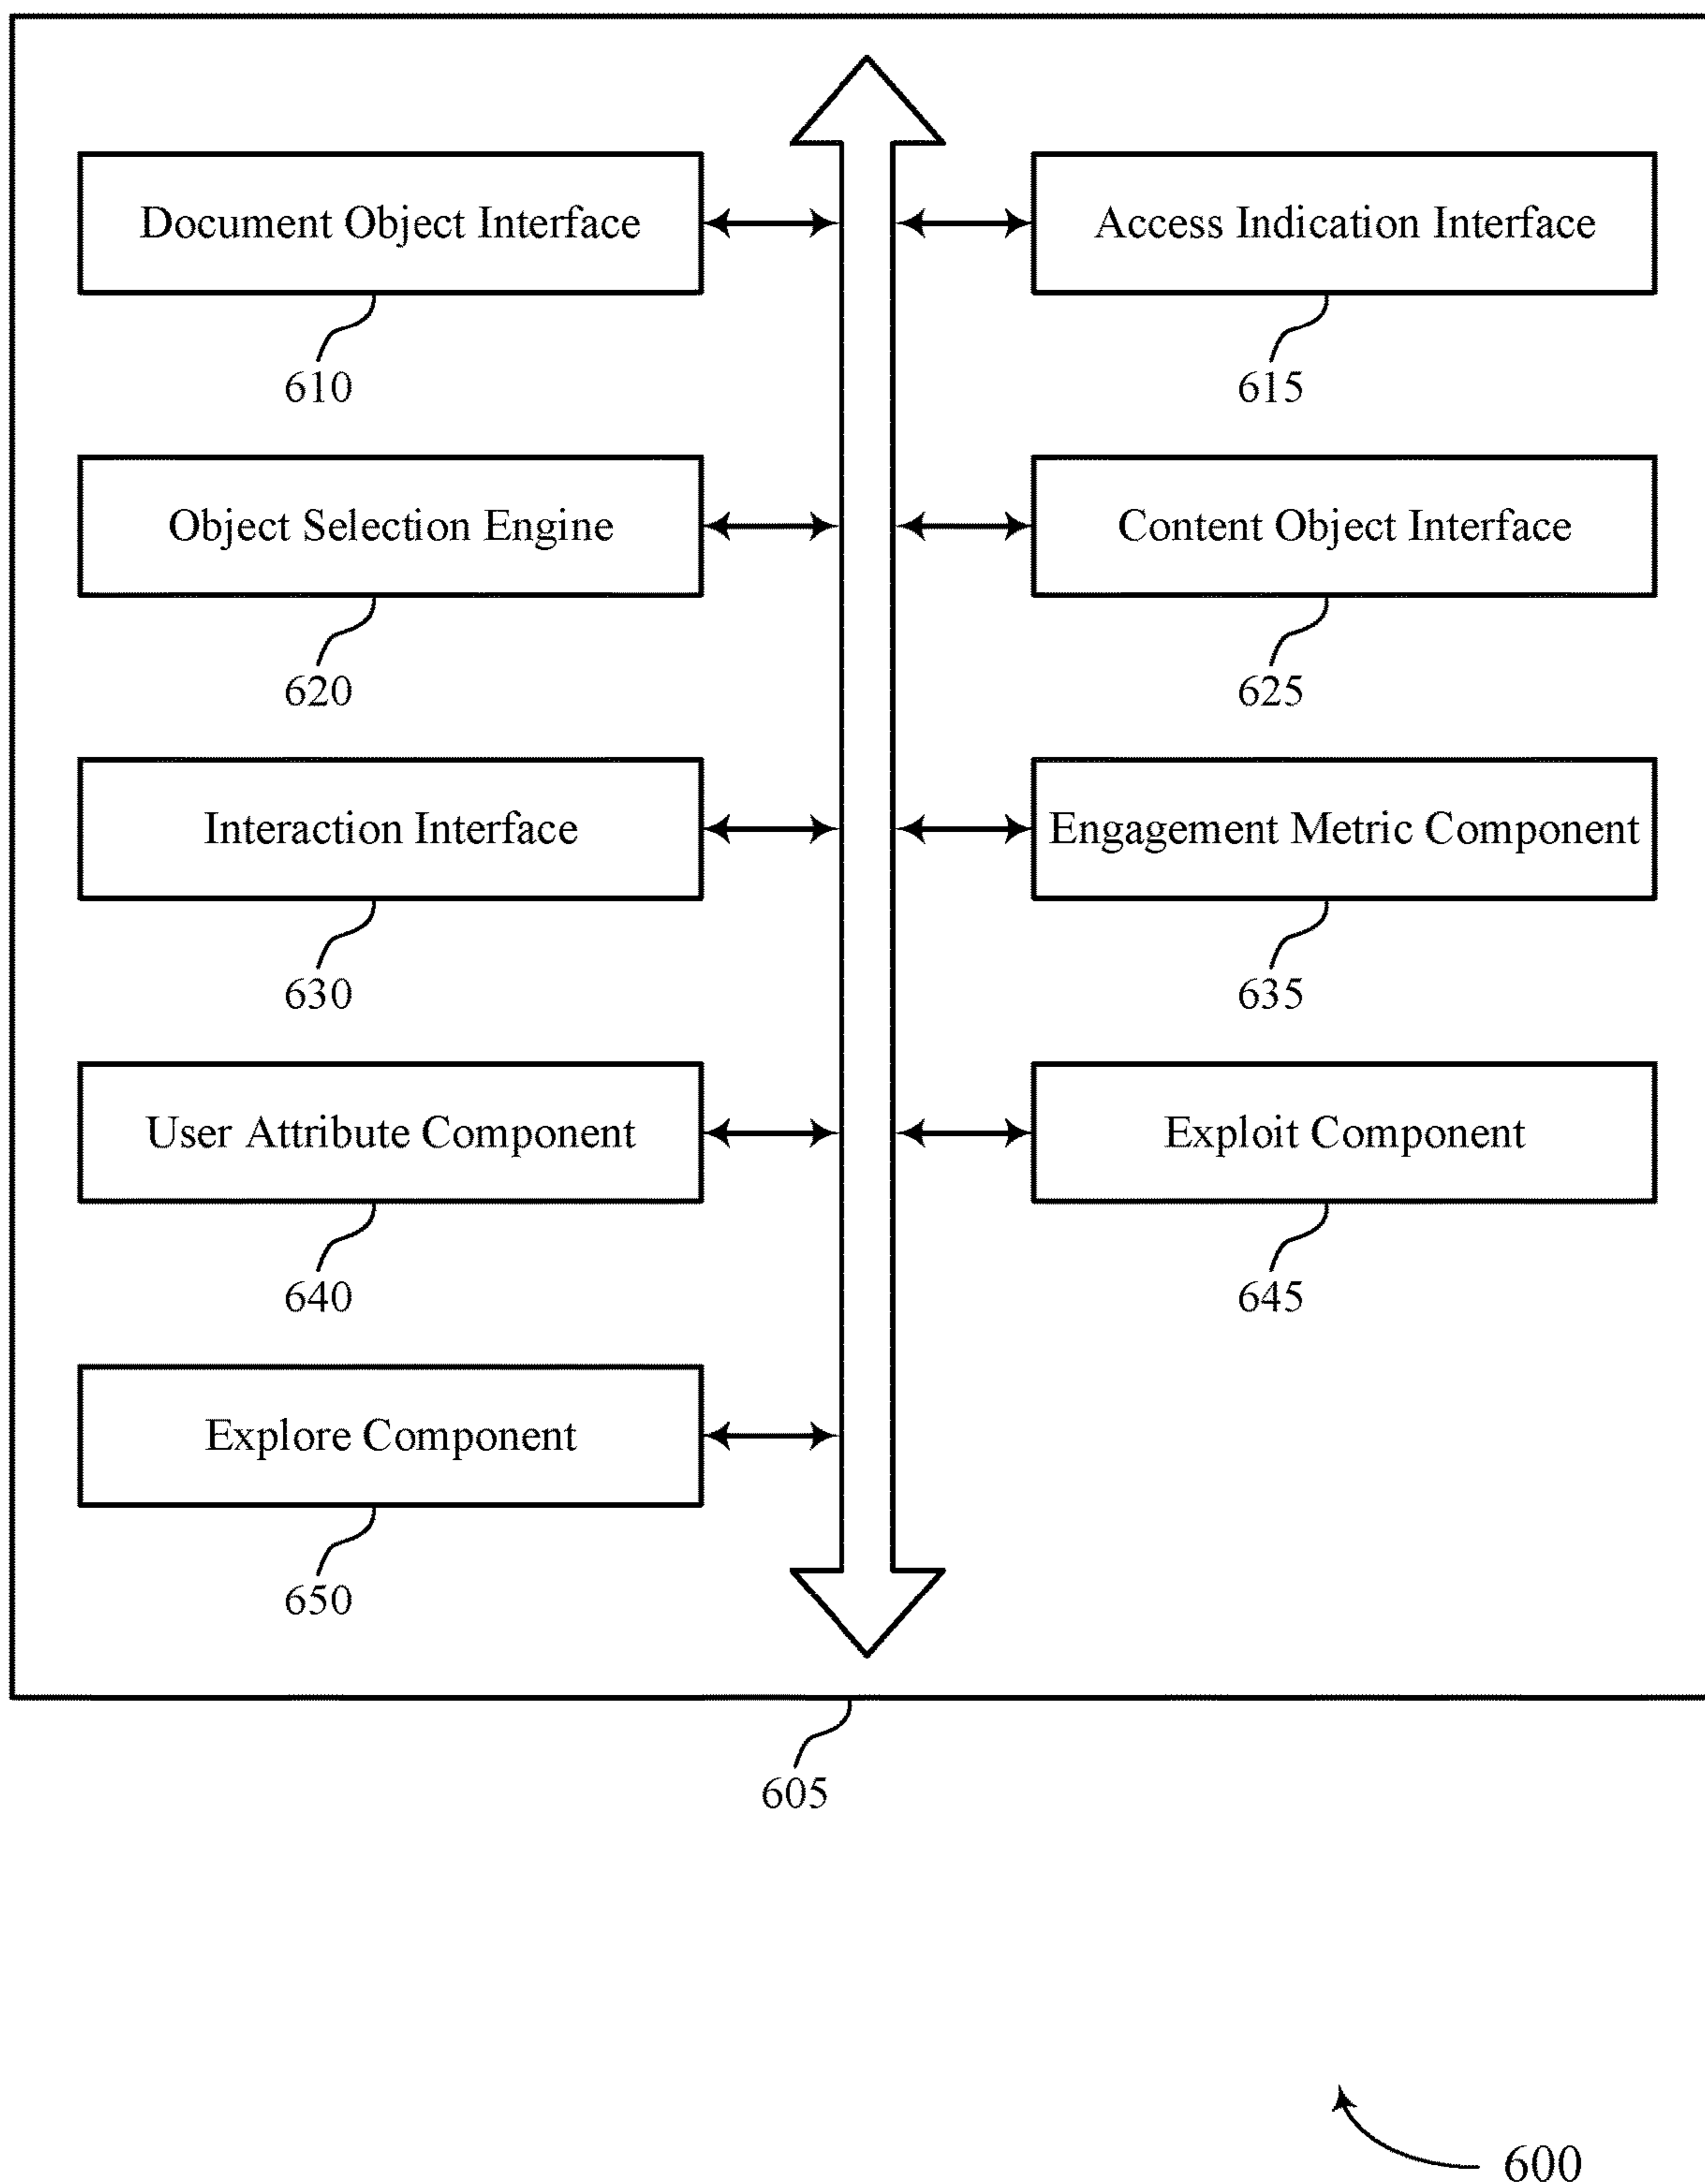 Document Object Interface
Access Indication Interface
610
615
Object Selection Engine
Content Object Interface
620
625
Interaction Interface
Engagement Metric Component
630
635
User Attribute Component
Exploit Component
640
645
Explore Component
650
605
600